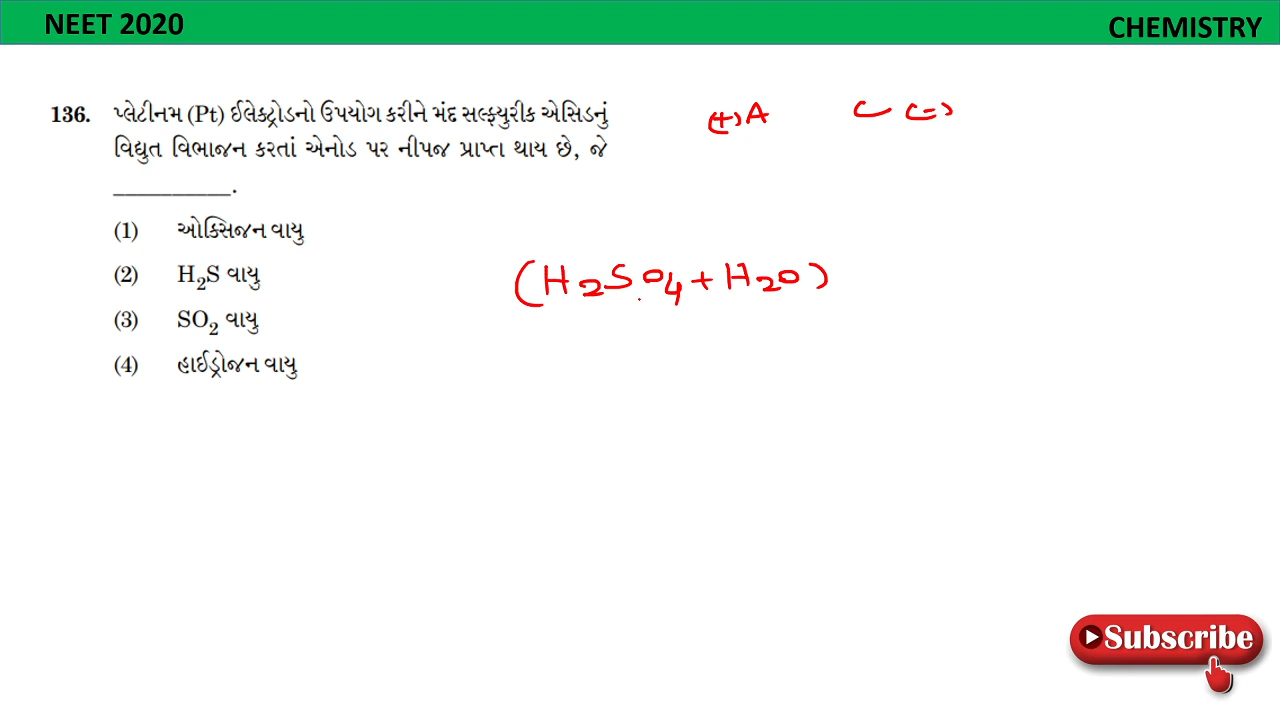 NEET 2020
CHEMISTRY
136. પ્લેટીનમ (Pt) ઈલેક્ટ્રોડનો ઉપયોગ કરીને મંદ સલ્ફ્યુરીક એસિડનું
વિદ્યુત વિભાજન કરતાં એનોડ પર નીપજ પ્રાપ્ત થાય છે, જે
__________.
(+) A C (-)
(1) ઓક્સિજન વાયુ
(2) H₂S વાયુ
(H₂SO₄ + H₂O)
(3) SO₂ વાયુ
(4) હાઈડ્રોજન વાયુ
Subscribe